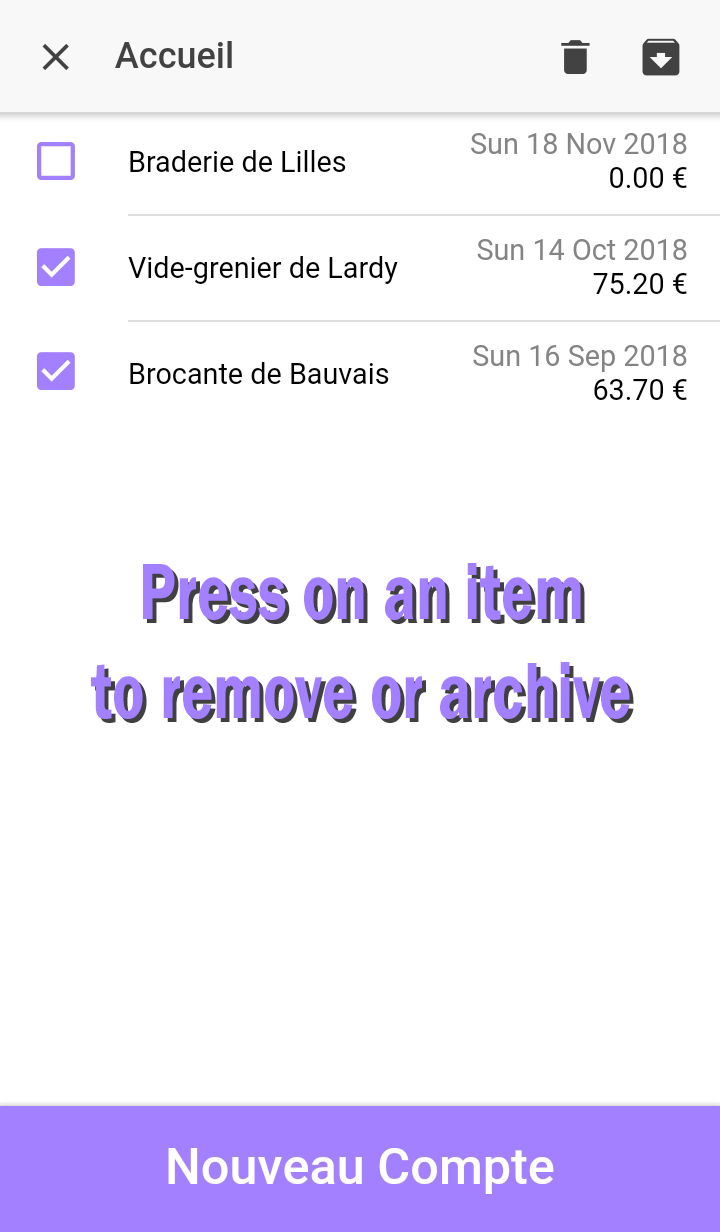 Accueil
Braderie de Lilles
Sun 18 Nov 2018
0.00 €
Vide-grenier de Lardy
Sun 14 Oct 2018
75.20 €
Brocante de Bauvais
Sun 16 Sep 2018
63.70 €
Press on an item
to remove or archive
Nouveau Compte